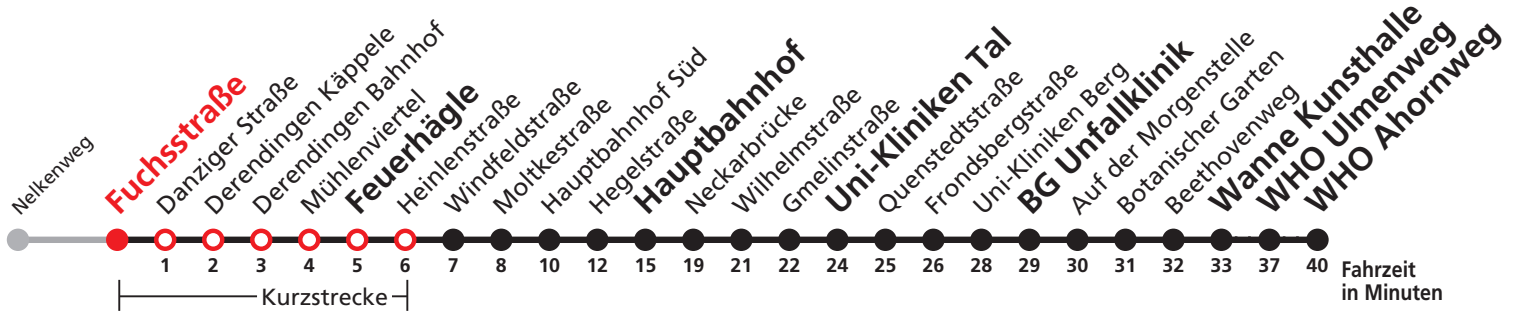 Nelkenweg
Fuchsstraße
Danziger Straße
Derendingen Käppele
Derendingen Bahnhof
Mühlenviertel
Feuerhägle
Heinlenstraße
Windfeldstraße
Moltkestraße
Hauptbahnhof Süd
Hegelstraße
Hauptbahnhof
Neckarbrücke
Wilhelmstraße
Gmelinstraße
Uni-Kliniken Tal
Quenstedtstraße
Frondsbergstraße
Uni-Kliniken Berg
BG Unfallklinik
Auf der Morgenstelle
Botanischer Garten
Beethovenweg
Wanne Kunsthalle
WHO Ulmenweg
WHO Ahornweg
1 2 3 4 5 6 7 8 10 12 15 19 21 22 24 25 26 28 29 30 31 32 33 37 40
Fahrzeit
in Minuten
Kurzstrecke